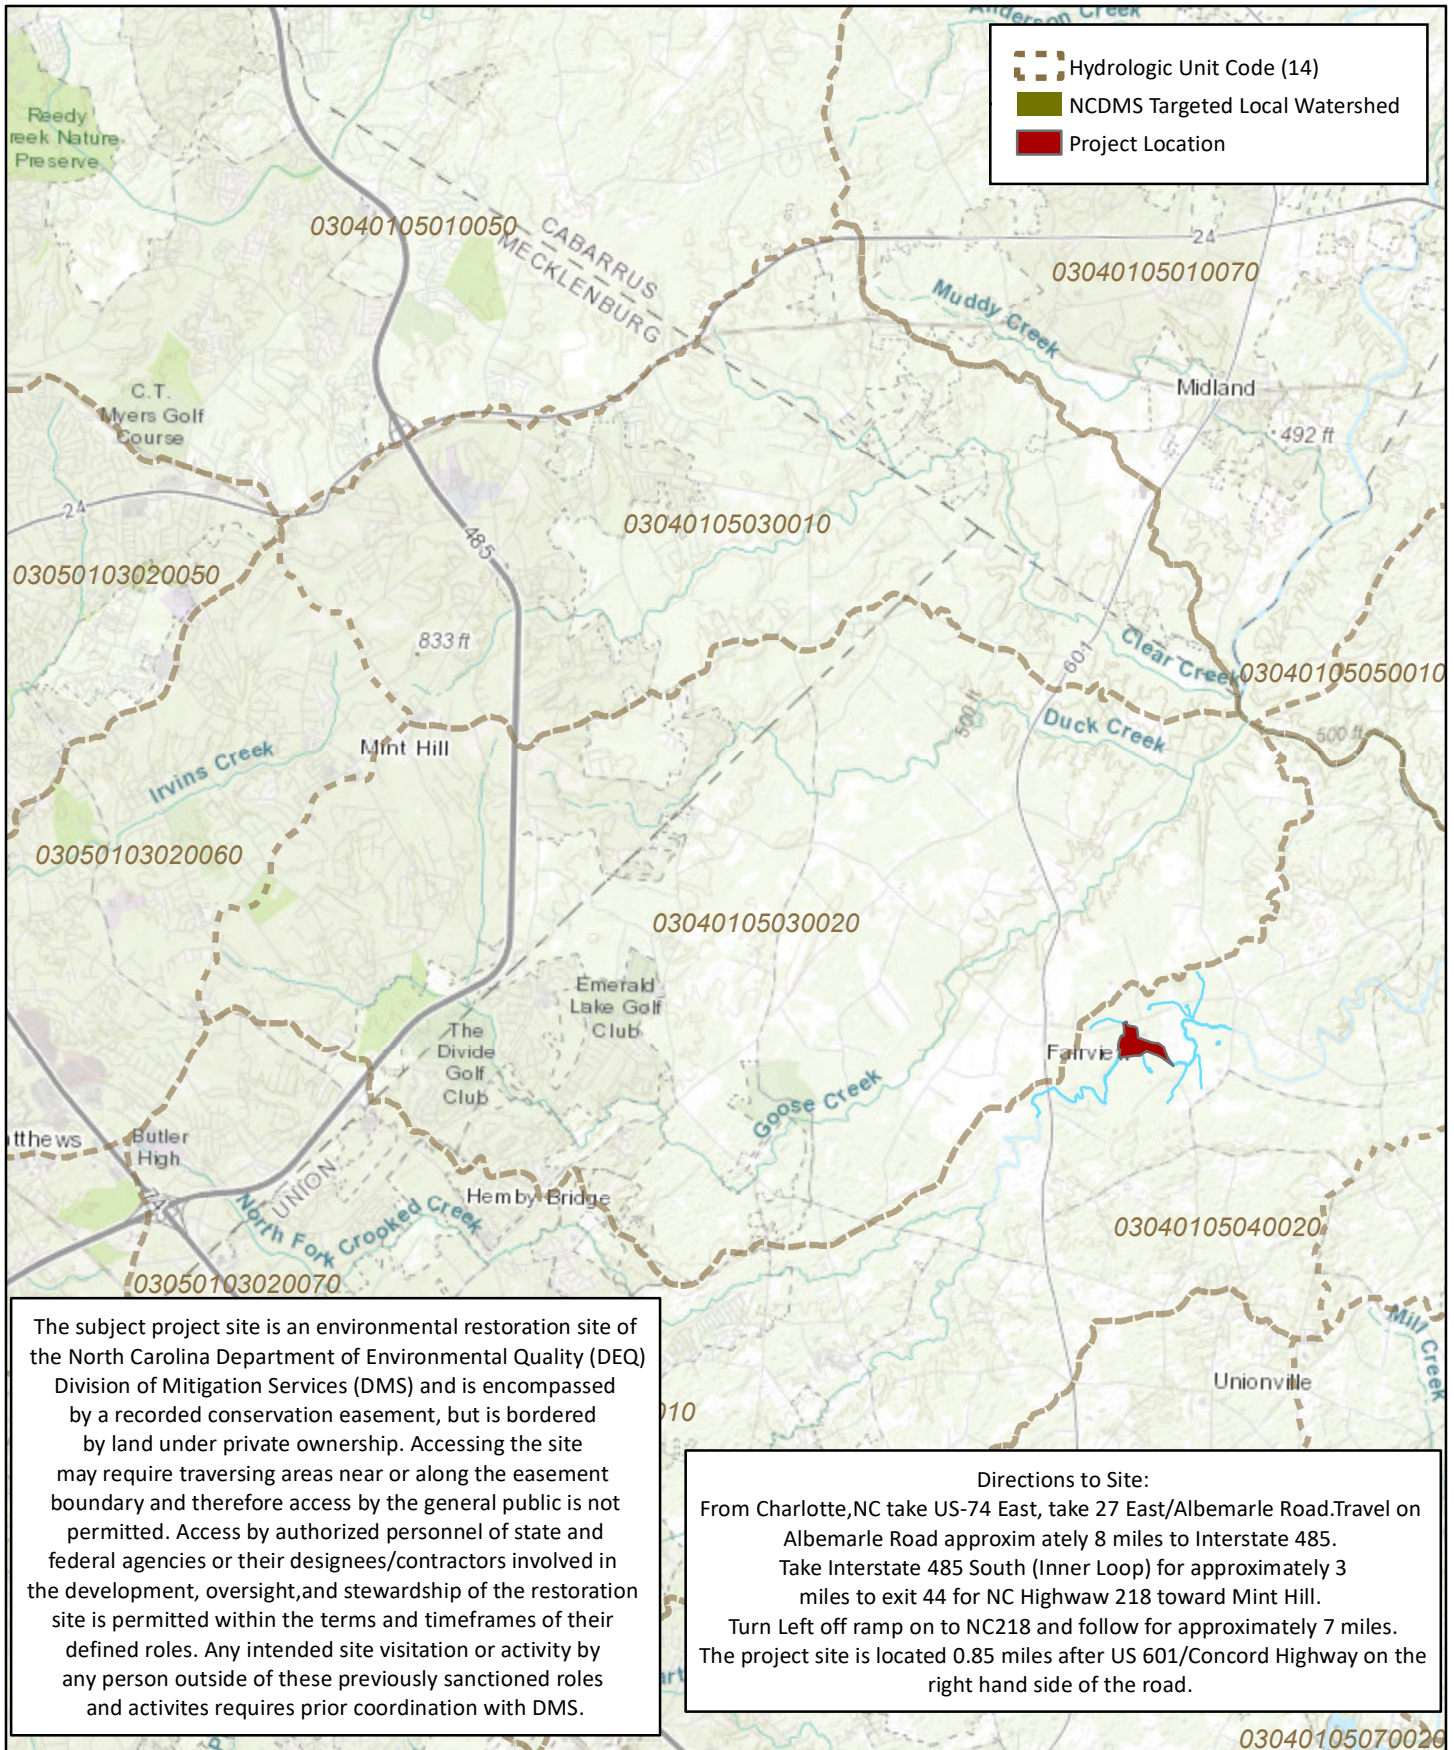 Anderson Creek
Hydrologic Unit Code (14)
NCDMS Targeted Local Watershed
Project Location
Reedy
reek Nature
Preserve
03040105010050
CABARRUS
MECKLENBURG
24
03040105010070
Muddy Creek
Midland
492 ft
C.T.
Myers Golf
Course
24
485
03040105030010
03050103020050
833 ft
601
Clear Creek
03040105050010
500 ft
Duck Creek
500 ft
Mint Hill
Irvins Creek
03050103020060
03040105030020
Emerald
Lake Golf
Club
The
Divide
Golf
Club
Fairview
Goose Creek
tthews
Butler
High
74
UNION
Hemby Bridge
North Fork Crooked Creek
03040105040020
03050103020070
Mill Creek
Unionville
010
The subject project site is an environmental restoration site of
the North Carolina Department of Environmental Quality (DEQ)
Division of Mitigation Services (DMS) and is encompassed
by a recorded conservation easement, but is bordered
by land under private ownership. Accessing the site
may require traversing areas near or along the easement
boundary and therefore access by the general public is not
permitted. Access by authorized personnel of state and
federal agencies or their designees/contractors involved in
the development, oversight,and stewardship of the restoration
site is permitted within the terms and timeframes of their
defined roles. Any intended site visitation or activity by
any person outside of these previously sanctioned roles
and activites requires prior coordination with DMS.
Directions to Site:
From Charlotte,NC take US-74 East, take 27 East/Albemarle Road.Travel on
Albemarle Road approxim ately 8 miles to Interstate 485.
Take Interstate 485 South (Inner Loop) for approximately 3
miles to exit 44 for NC Highwaw 218 toward Mint Hill.
Turn Left off ramp on to NC218 and follow for approximately 7 miles.
The project site is located 0.85 miles after US 601/Concord Highway on the
right hand side of the road.
03040105070020